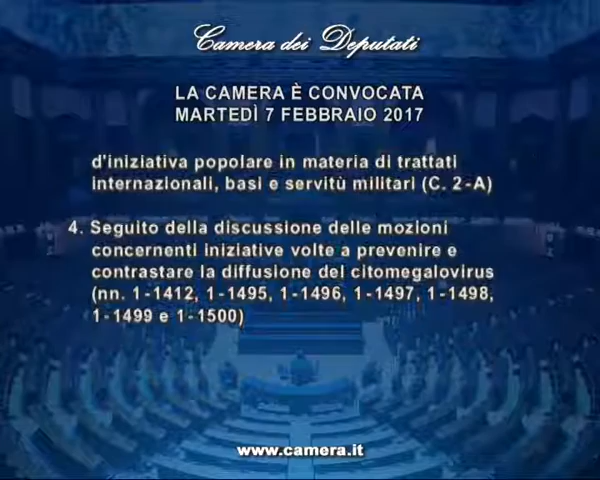 Camera dei Deputati
LA CAMERA È CONVOCATA
MARTEDÌ 7 FEBBRAIO 2017
d'iniziativa popolare in materia di trattati
internazionali, basi e servitù militari (C. 2-A)
4. Seguito della discussione delle mozioni
concernenti iniziative volte a prevenire e
contrastare la diffusione del citomegalovirus
(nn. 1-1412, 1-1495, 1-1496, 1-1497, 1-1498,
1-1499 e 1-1500)
www.camera.it